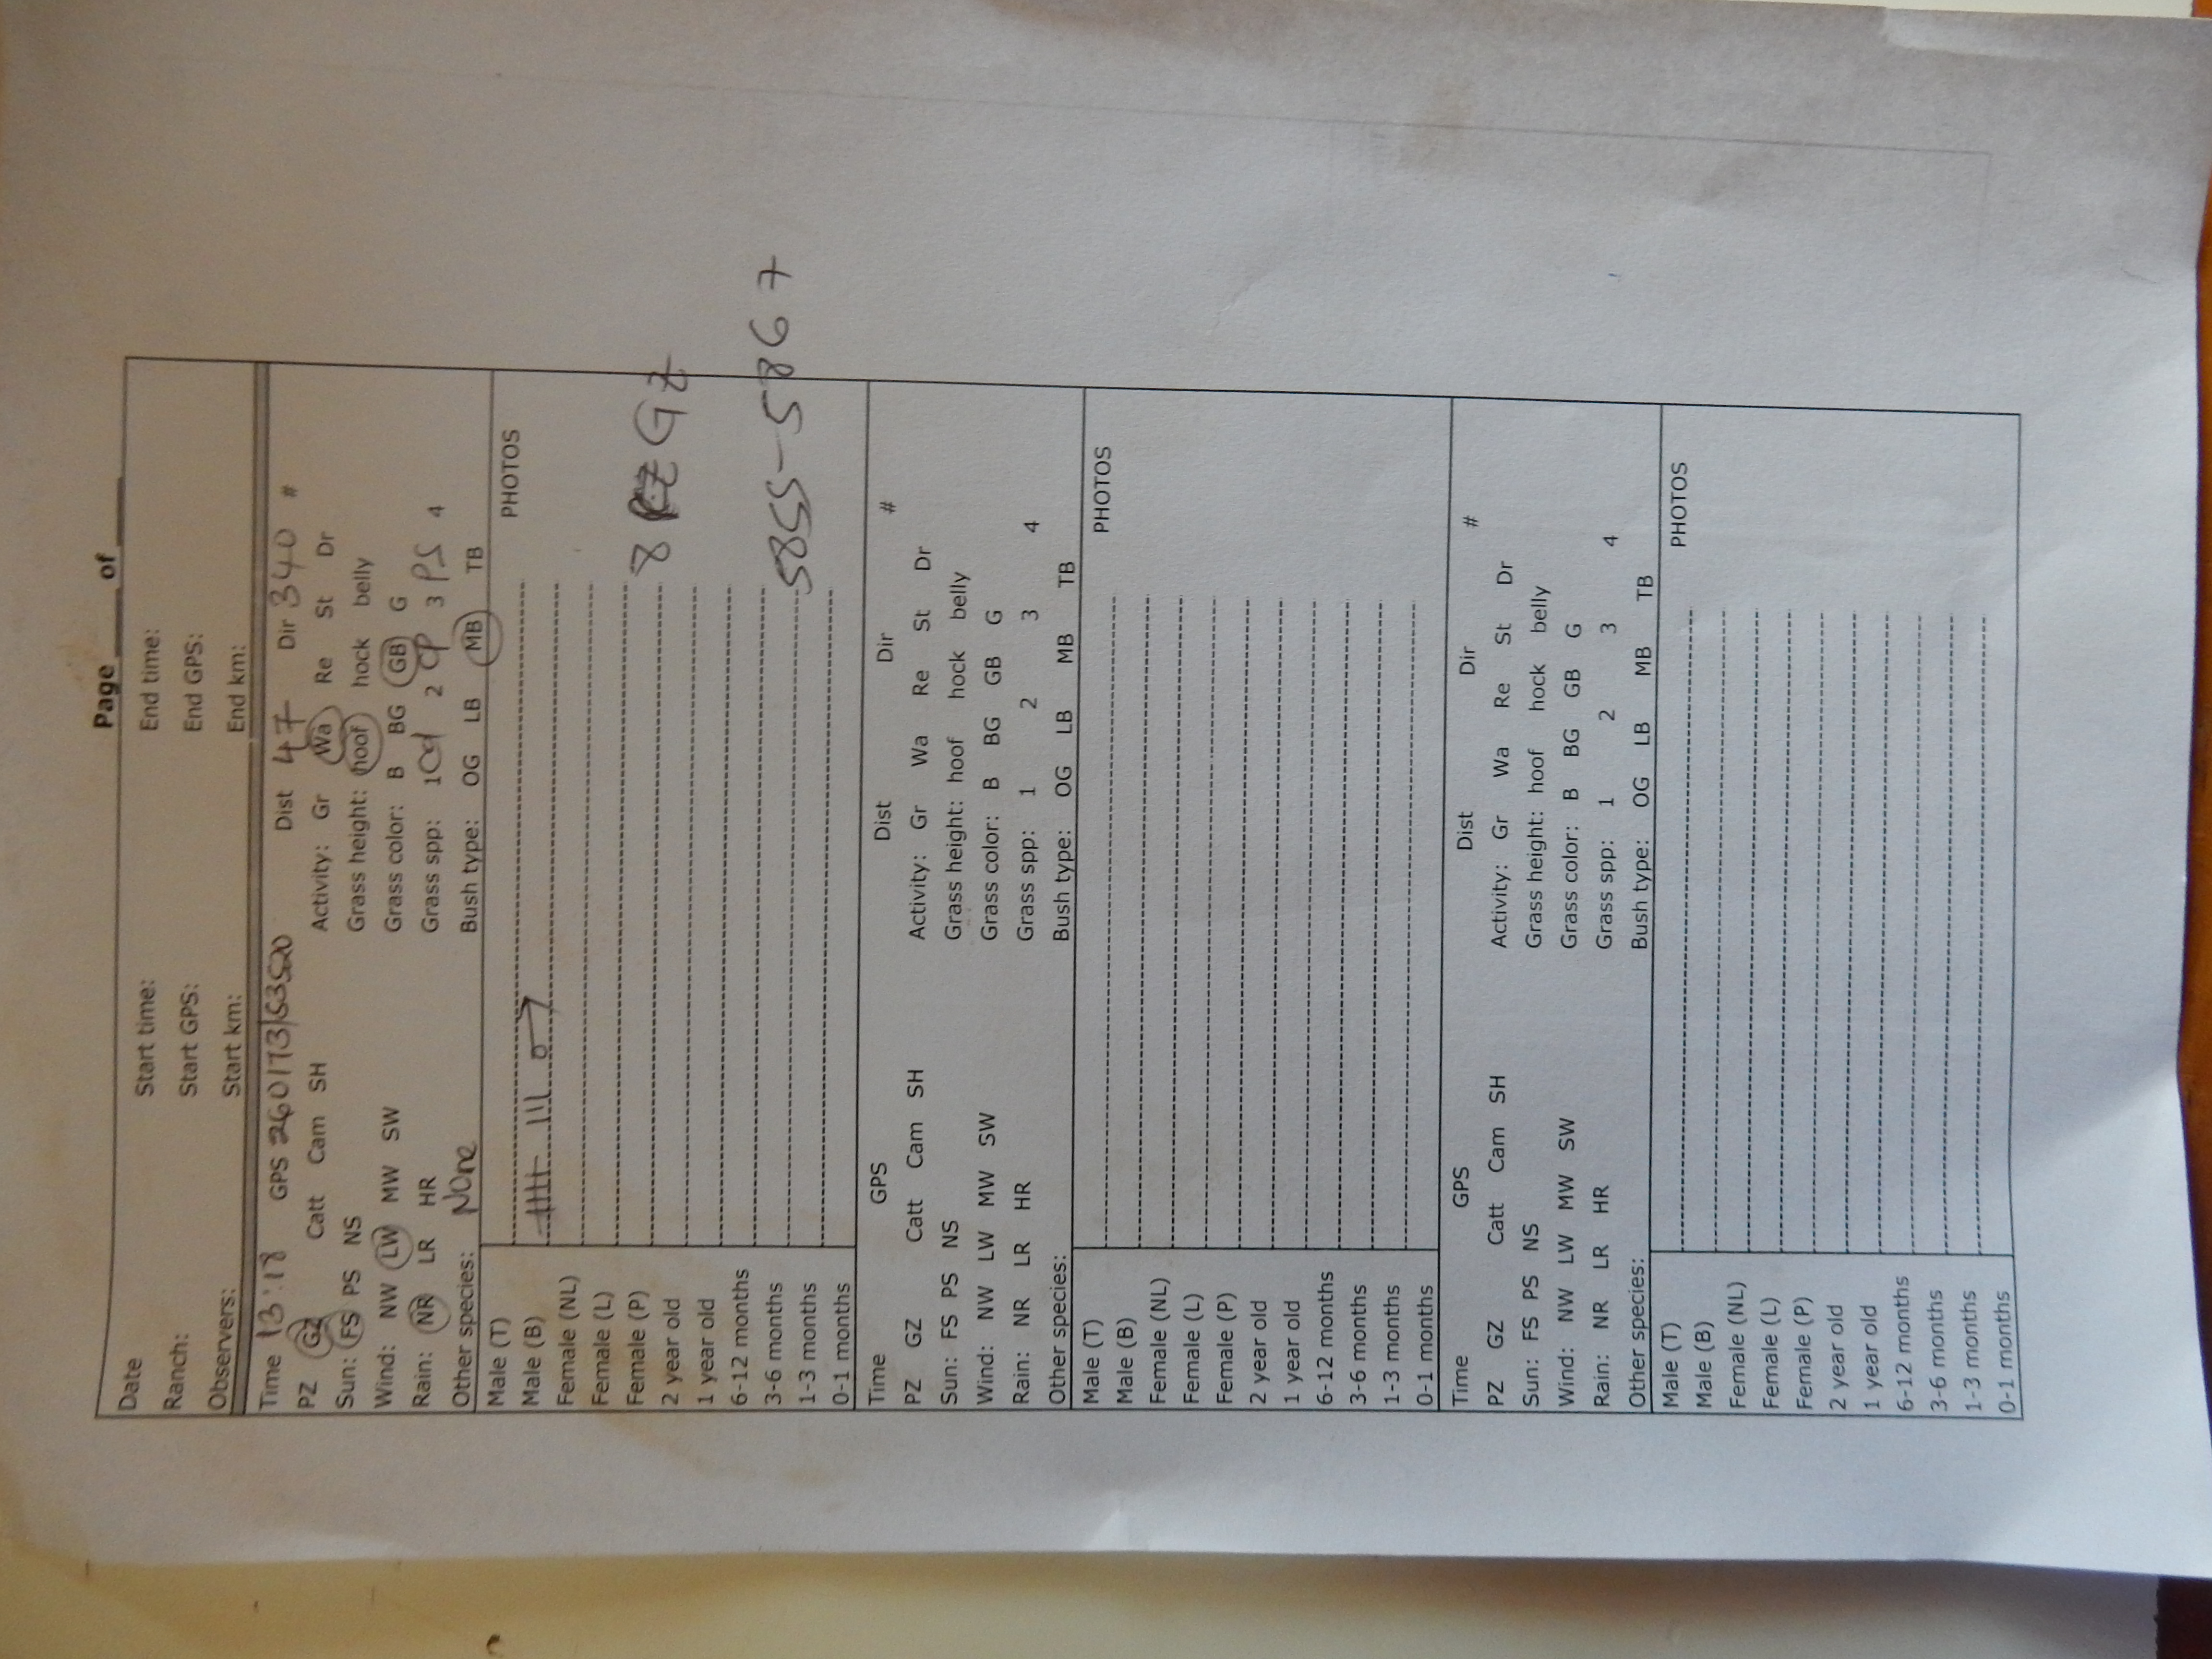 Page ____ of ____
Date Start time: End time:
Ranch: Start GPS: End GPS:
Observers: Start km: End km:
Time 13:18 GPS 260173/53520 Dist 47 Dir 340 #
PZ GZ Catt Cam SH Activity: Gr Wa Re St Dr
Sun: FS PS NS Grass height: hoof hock belly
Wind: NW LW MW SW Grass color: B BG GB G
Rain: NR LR HR Grass spp: 1 Cd 2 CP 3 PS 4
Other species: None Bush type: OG LB MB TB
Male (T) PHOTOS
Male (B)
Female (NL)
Female (L)
Female (P) 8 GZ
2 year old
1 year old
6-12 months
3-6 months 5855-5867
1-3 months
0-1 months
Time GPS Dist Dir #
PZ GZ Catt Cam SH Activity: Gr Wa Re St Dr
Sun: FS PS NS Grass height: hoof hock belly
Wind: NW LW MW SW Grass color: B BG GB G
Rain: NR LR HR Grass spp: 1 2 3 4
Other species: Bush type: OG LB MB TB
Male (T) PHOTOS
Male (B)
Female (NL)
Female (L)
Female (P)
2 year old
1 year old
6-12 months
3-6 months
1-3 months
0-1 months
Time GPS Dist Dir #
PZ GZ Catt Cam SH Activity: Gr Wa Re St Dr
Sun: FS PS NS Grass height: hoof hock belly
Wind: NW LW MW SW Grass color: B BG GB G
Rain: NR LR HR Grass spp: 1 2 3 4
Other species: Bush type: OG LB MB TB
Male (T) PHOTOS
Male (B)
Female (NL)
Female (L)
Female (P)
2 year old
1 year old
6-12 months
3-6 months
1-3 months
0-1 months